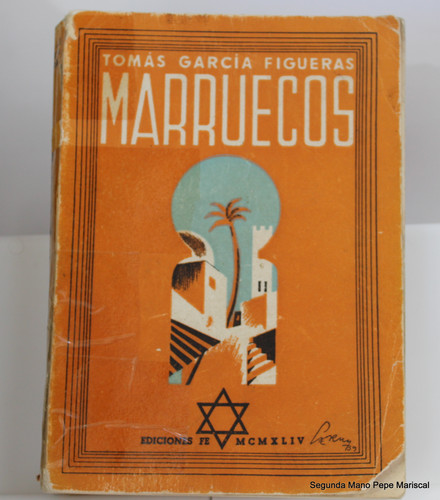 TOMÁS GARCÍA FIGUERAS
MARRUECOS
EDICIONES FE MCMXLIV
Segunda Mano Pepe Mariscal